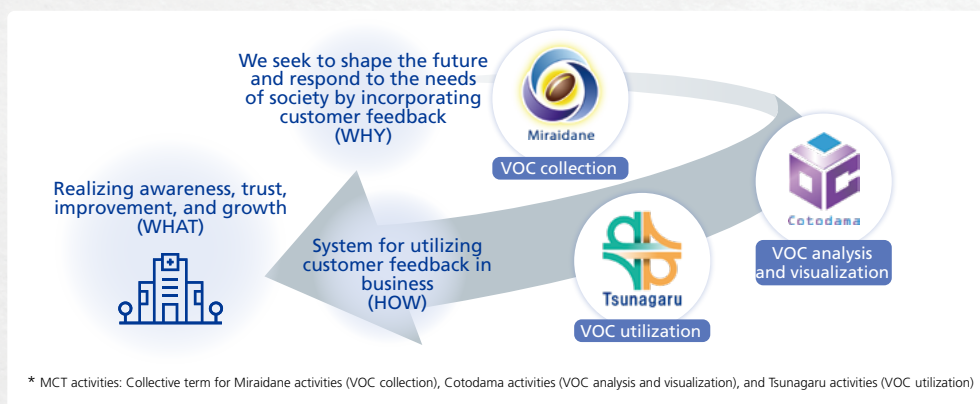 We seek to shape the future
and respond to the needs
of society by incorporating
customer feedback
(WHY)
Miraidane
VOC collection
Cotodama
VOC analysis
and visualization
Realizing awareness, trust,
improvement, and growth
(WHAT)
System for utilizing
customer feedback in
business
(HOW)
Tsunagaru
VOC utilization
* MCT activities: Collective term for Miraidane activities (VOC collection), Cotodama activities (VOC analysis and visualization), and Tsunagaru activities (VOC utilization)